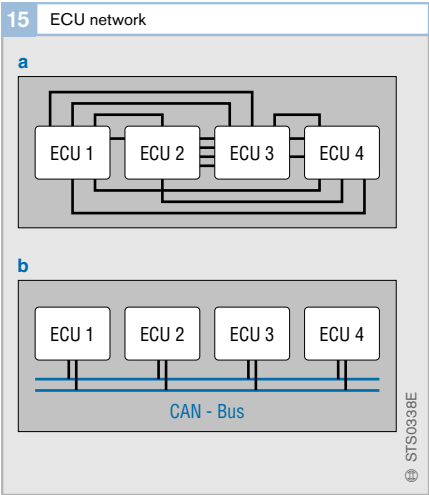 15 ECU network
a
ECU 1 ECU 2 ECU 3 ECU 4
b
ECU 1 ECU 2 ECU 3 ECU 4
CAN - Bus
STS0338E